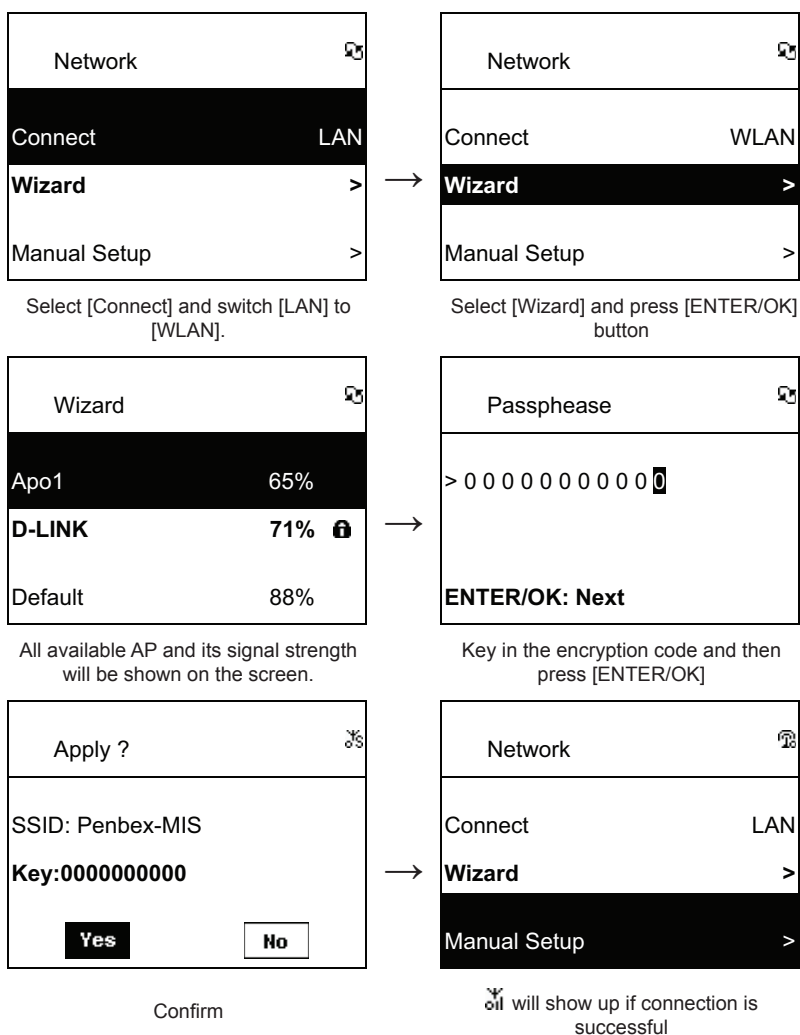 Network
Network
Connect LAN
Connect WLAN
Wizard >
→
Wizard >
Manual Setup >
Manual Setup >
Select [Connect] and switch [LAN] to
[WLAN].
Select [Wizard] and press [ENTER/OK]
button
Wizard
Passphease
Apo1 65%
> 0 0 0 0 0 0 0 0 0 0 0
D-LINK 71%
→
Default 88%
ENTER/OK: Next
All available AP and its signal strength
will be shown on the screen.
Key in the encryption code and then
press [ENTER/OK]
Apply ?
Network
SSID: Penbex-MIS
Connect LAN
Key:0000000000
→
Wizard >
Yes No
Manual Setup >
Confirm
will show up if connection is
successful